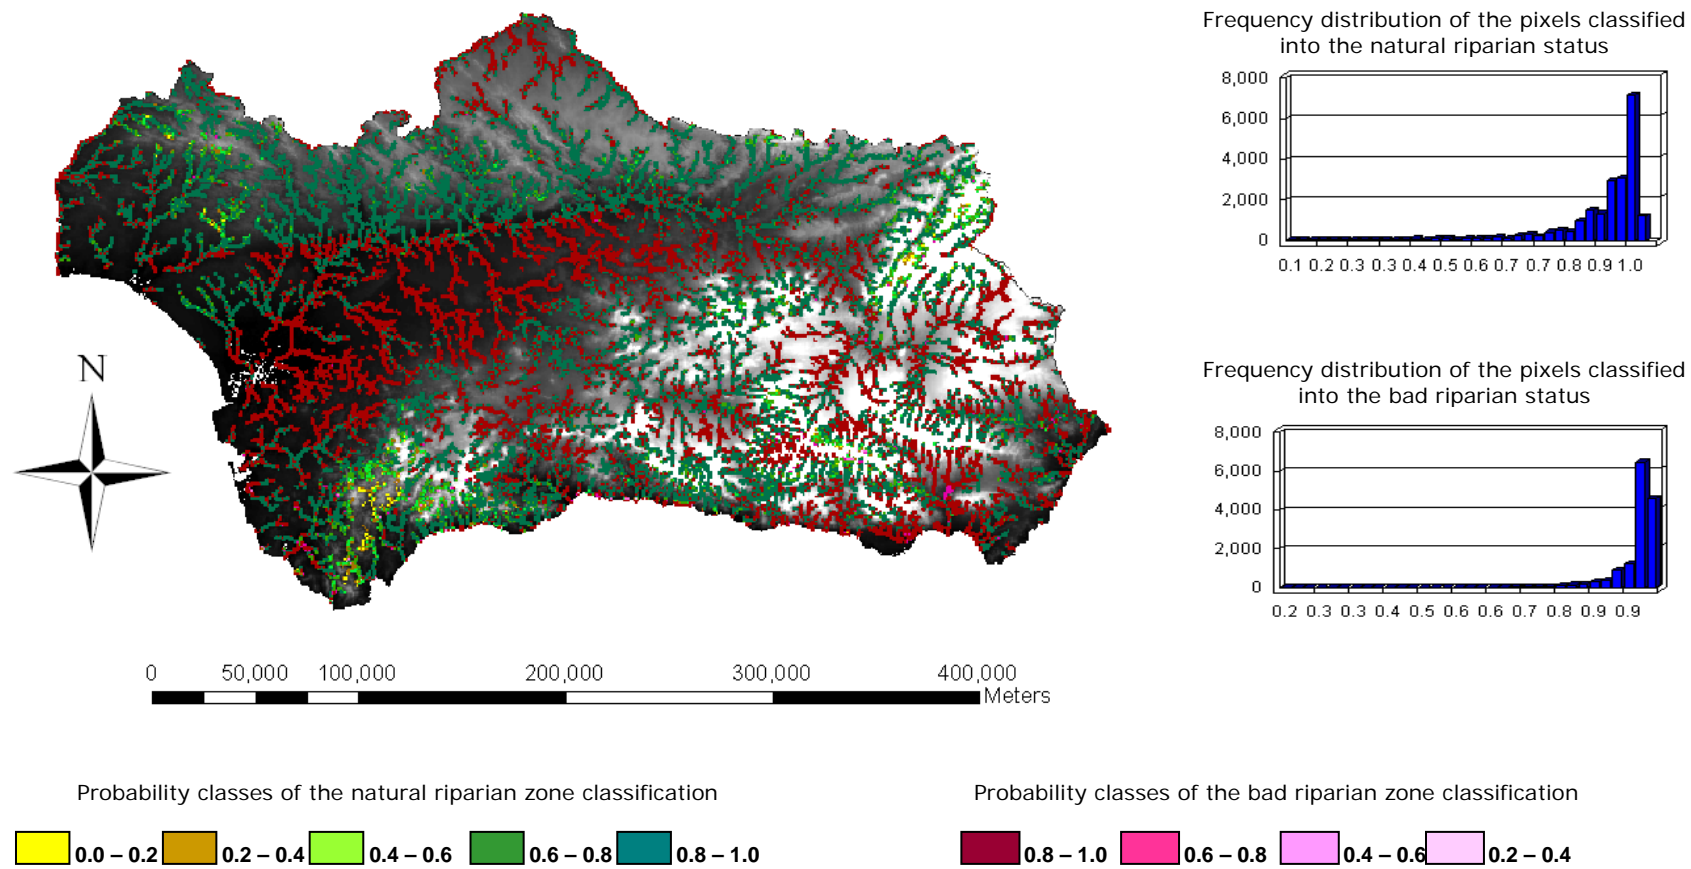 Frequency distribution of the pixels classified
into the natural riparian status
8,000
6,000
4,000
2,000
0
0.1 0.2 0.3 0.3 0.4 0.5 0.6 0.7 0.8 0.9 1.0
Frequency distribution of the pixels classified
into the bad riparian status
8,000
6,000
4,000
2,000
0
0.2 0.3 0.3 0.4 0.5 0.6 0.6 0.7 0.8 0.9 0.9
N
0 50,000 100,000 200,000 300,000 400,000
Meters
Probability classes of the natural riparian zone classification
0.0 – 0.2 0.2 – 0.4 0.4 – 0.6 0.6 – 0.8 0.8 – 1.0
Probability classes of the bad riparian zone classification
0.8 – 1.0 0.6 – 0.8 0.4 – 0.6 0.2 – 0.4